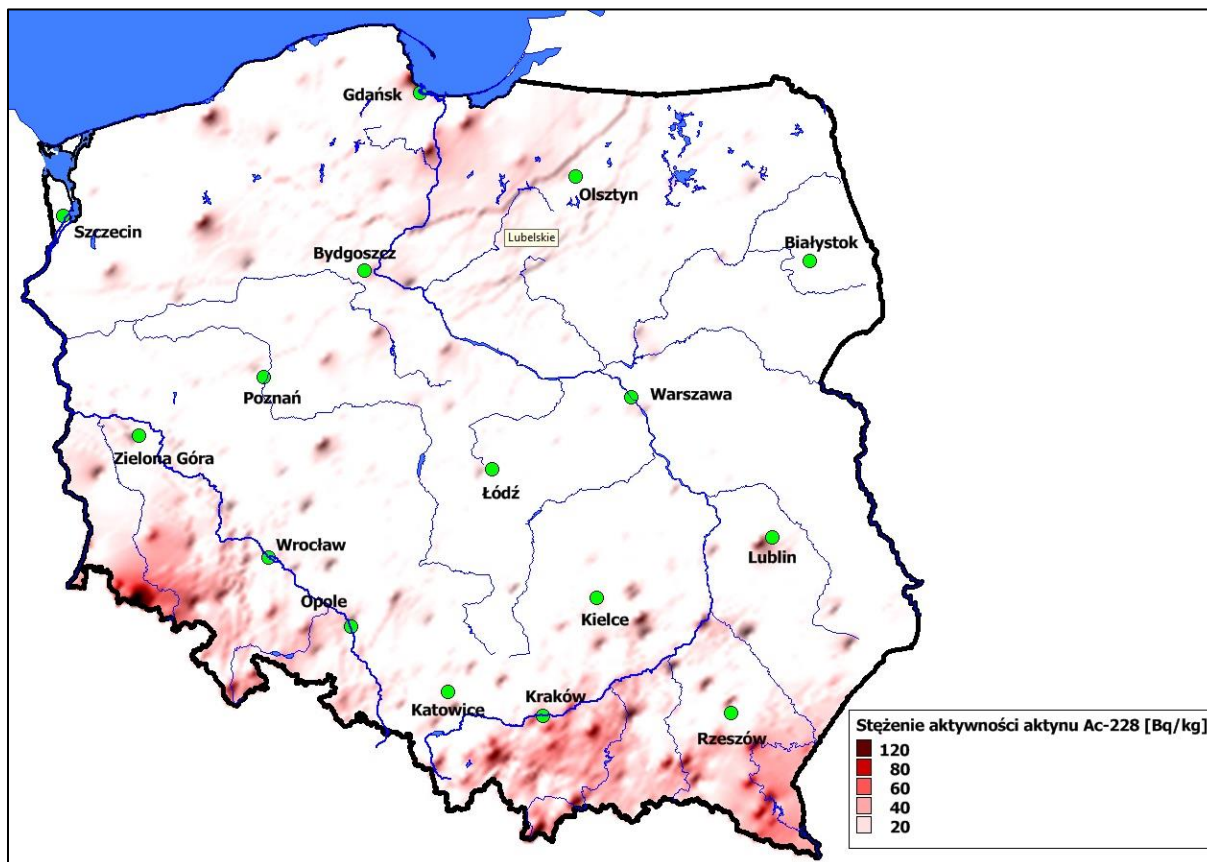 Gdańsk
Olsztyn
Szczecin
Lubelskie
Białystok
Bydgoszcz
Poznań
Warszawa
Zielona Góra
Łódź
Wrocław
Lublin
Opole
Kielce
Katowice
Kraków
Rzeszów
Stężenie aktywności aktynu Ac-228 [Bq/kg]
120
80
60
40
20